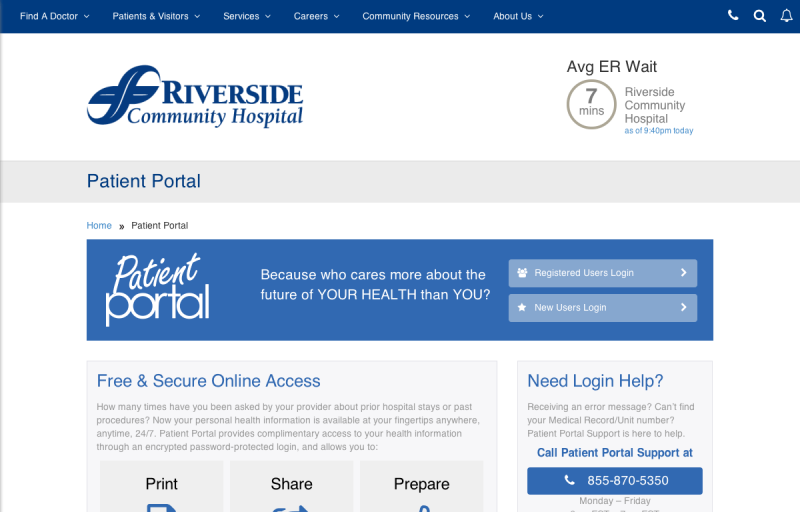 Find A Doctor Patients & Visitors Services Careers Community Resources About Us
RIVERSIDE
Community Hospital
Avg ER Wait
7
mins
Riverside
Community
Hospital
as of 9:40pm today
Patient Portal
Home » Patient Portal
Patient
portal
Because who cares more about the
future of YOUR HEALTH than YOU?
Registered Users Login
New Users Login
Free & Secure Online Access
How many times have you been asked by your provider about prior hospital stays or past
procedures? Now your personal health information is available at your fingertips anywhere,
anytime, 24/7. Patient Portal provides complimentary access to your health information
through an encrypted password-protected login, and allows you to:
Print
Share
Prepare
Need Login Help?
Receiving an error message? Can't find
your Medical Record/Unit number?
Patient Portal Support is here to help.
Call Patient Portal Support at
855-870-5350
Monday – Friday